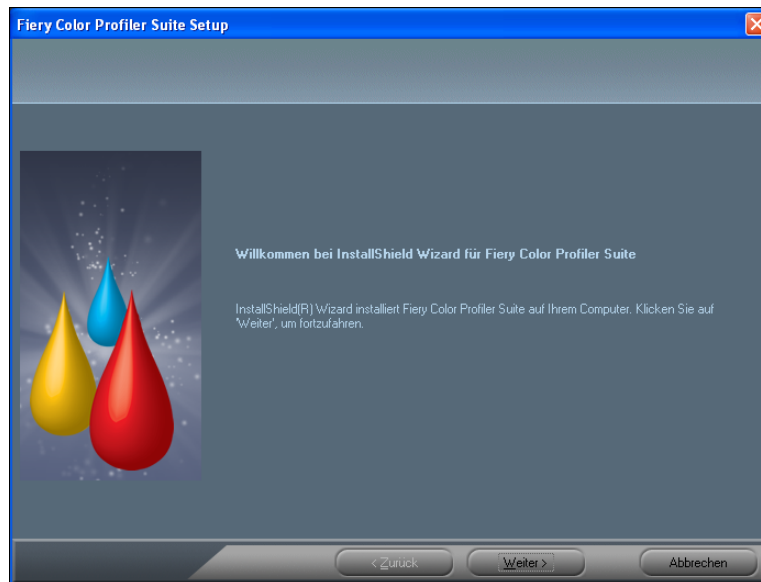 Fiery Color Profiler Suite Setup
Willkommen bei InstallShield Wizard für Fiery Color Profiler Suite
InstallShield(R) Wizard installiert Fiery Color Profiler Suite auf Ihrem Computer. Klicken Sie auf
'Weiter', um fortzufahren.
< Zurück
Weiter >
Abbrechen